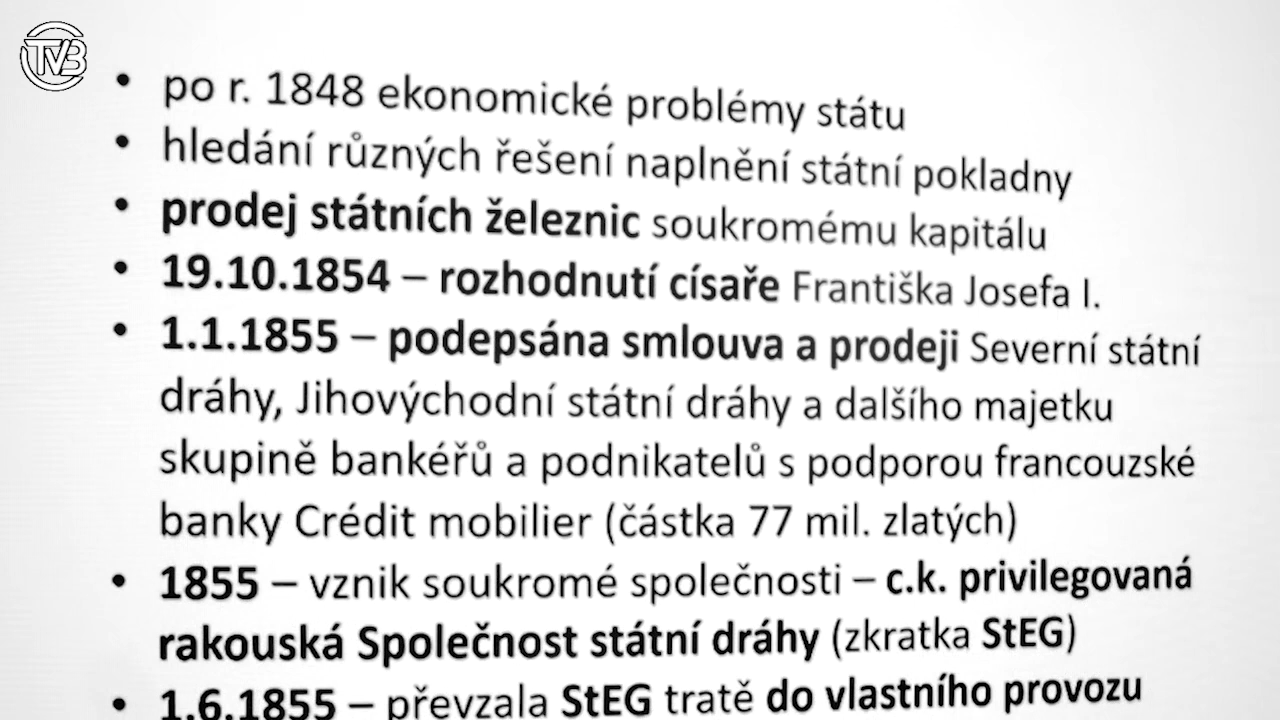 TVB
• po r. 1848 ekonomické problémy státu
• hledání různých řešení naplnění státní pokladny
• prodej státních železnic soukromému kapitálu
• 19.10.1854 – rozhodnutí císaře Františka Josefa I.
• 1.1.1855 – podepsána smlouva a prodeji Severní státní
dráhy, Jihovýchodní státní dráhy a dalšího majetku
skupině bankéřů a podnikatelů s podporou francouzské
banky Crédit mobilier (částka 77 mil. zlatých)
• 1855 – vznik soukromé společnosti – c.k. privilegovaná
rakouská Společnost státní dráhy (zkratka StEG)
• 1.6.1855 – převzala StEG tratě do vlastního provozu